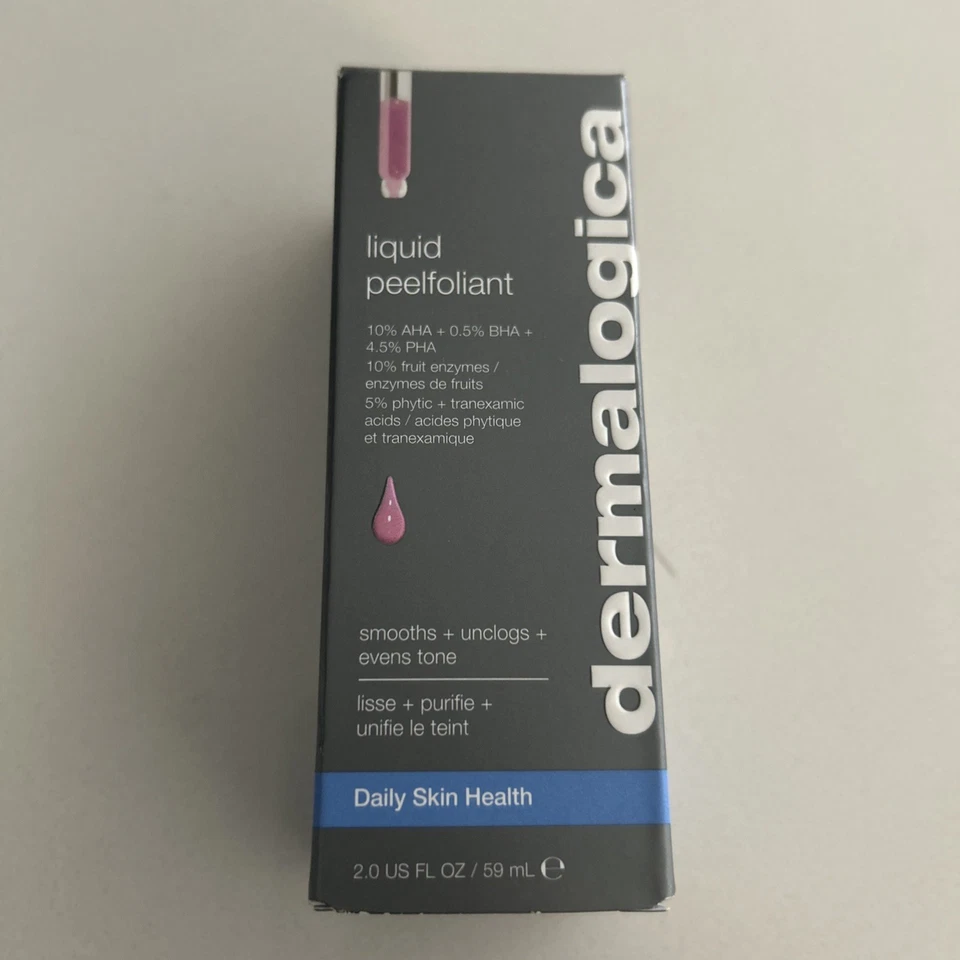 liquid
peelfoliant
10% AHA + 0.5% BHA +
4.5% PHA
10% fruit enzymes /
enzymes de fruits
5% phytic + tranexamic
acids / acides phytique
et tranexamique
smooths + unclogs +
evens tone
lisse + purifie +
unifie le teint
Daily Skin Health
2.0 US FL OZ / 59 mL ℮
dermalogica